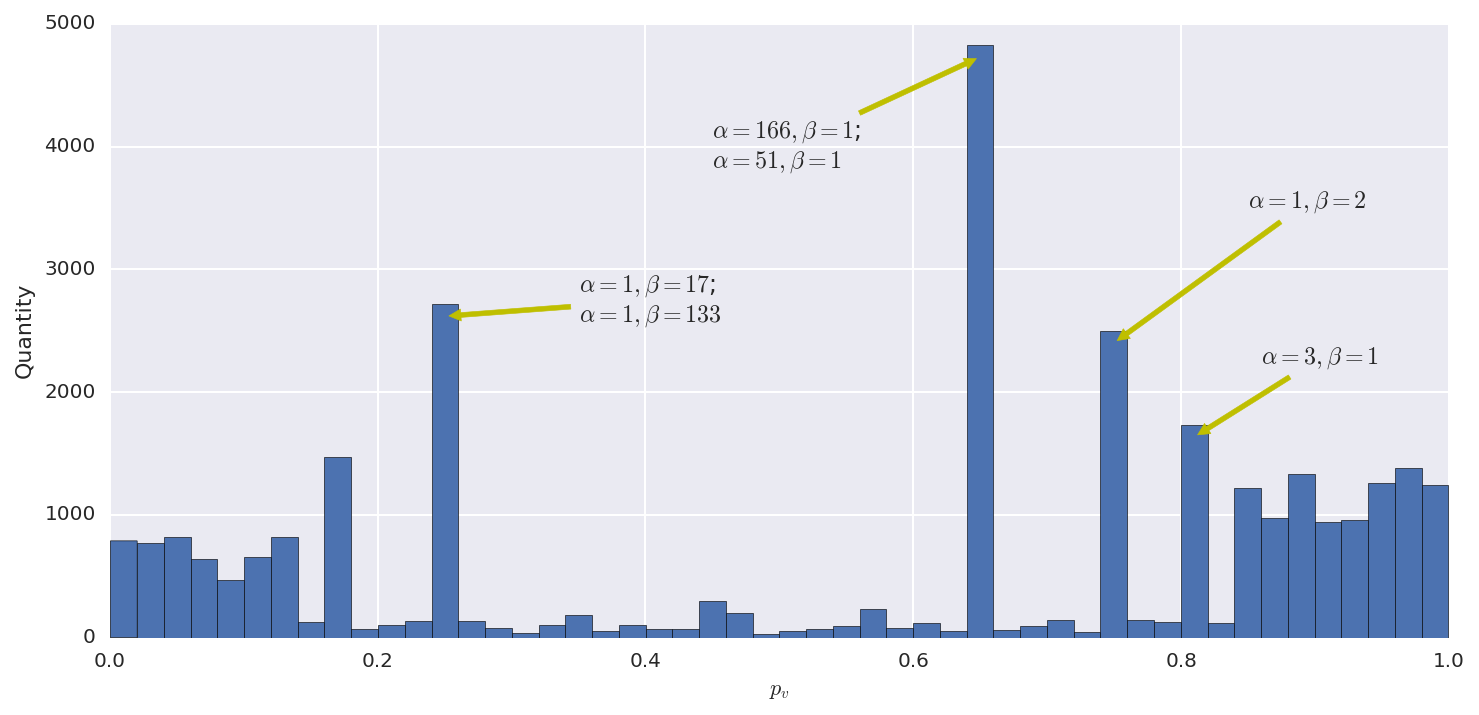 5000
4000
3000
2000
1000
0
Quantity
α = 166, β = 1;
α = 51, β = 1
α = 1, β = 2
α = 1, β = 17;
α = 1, β = 133
α = 3, β = 1
0.0 0.2 0.4 0.6 0.8 1.0
p_v